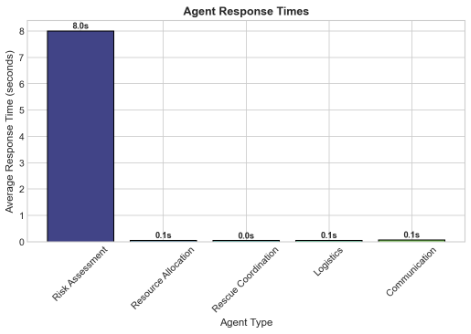 Agent Response Times
Average Response Time (seconds)
8
7
6
5
4
3
2
1
0
8.0s
0.1s
0.0s
0.1s
0.1s
Risk Assessment
Resource Allocation
Rescue Coordination
Logistics
Communication
Agent Type